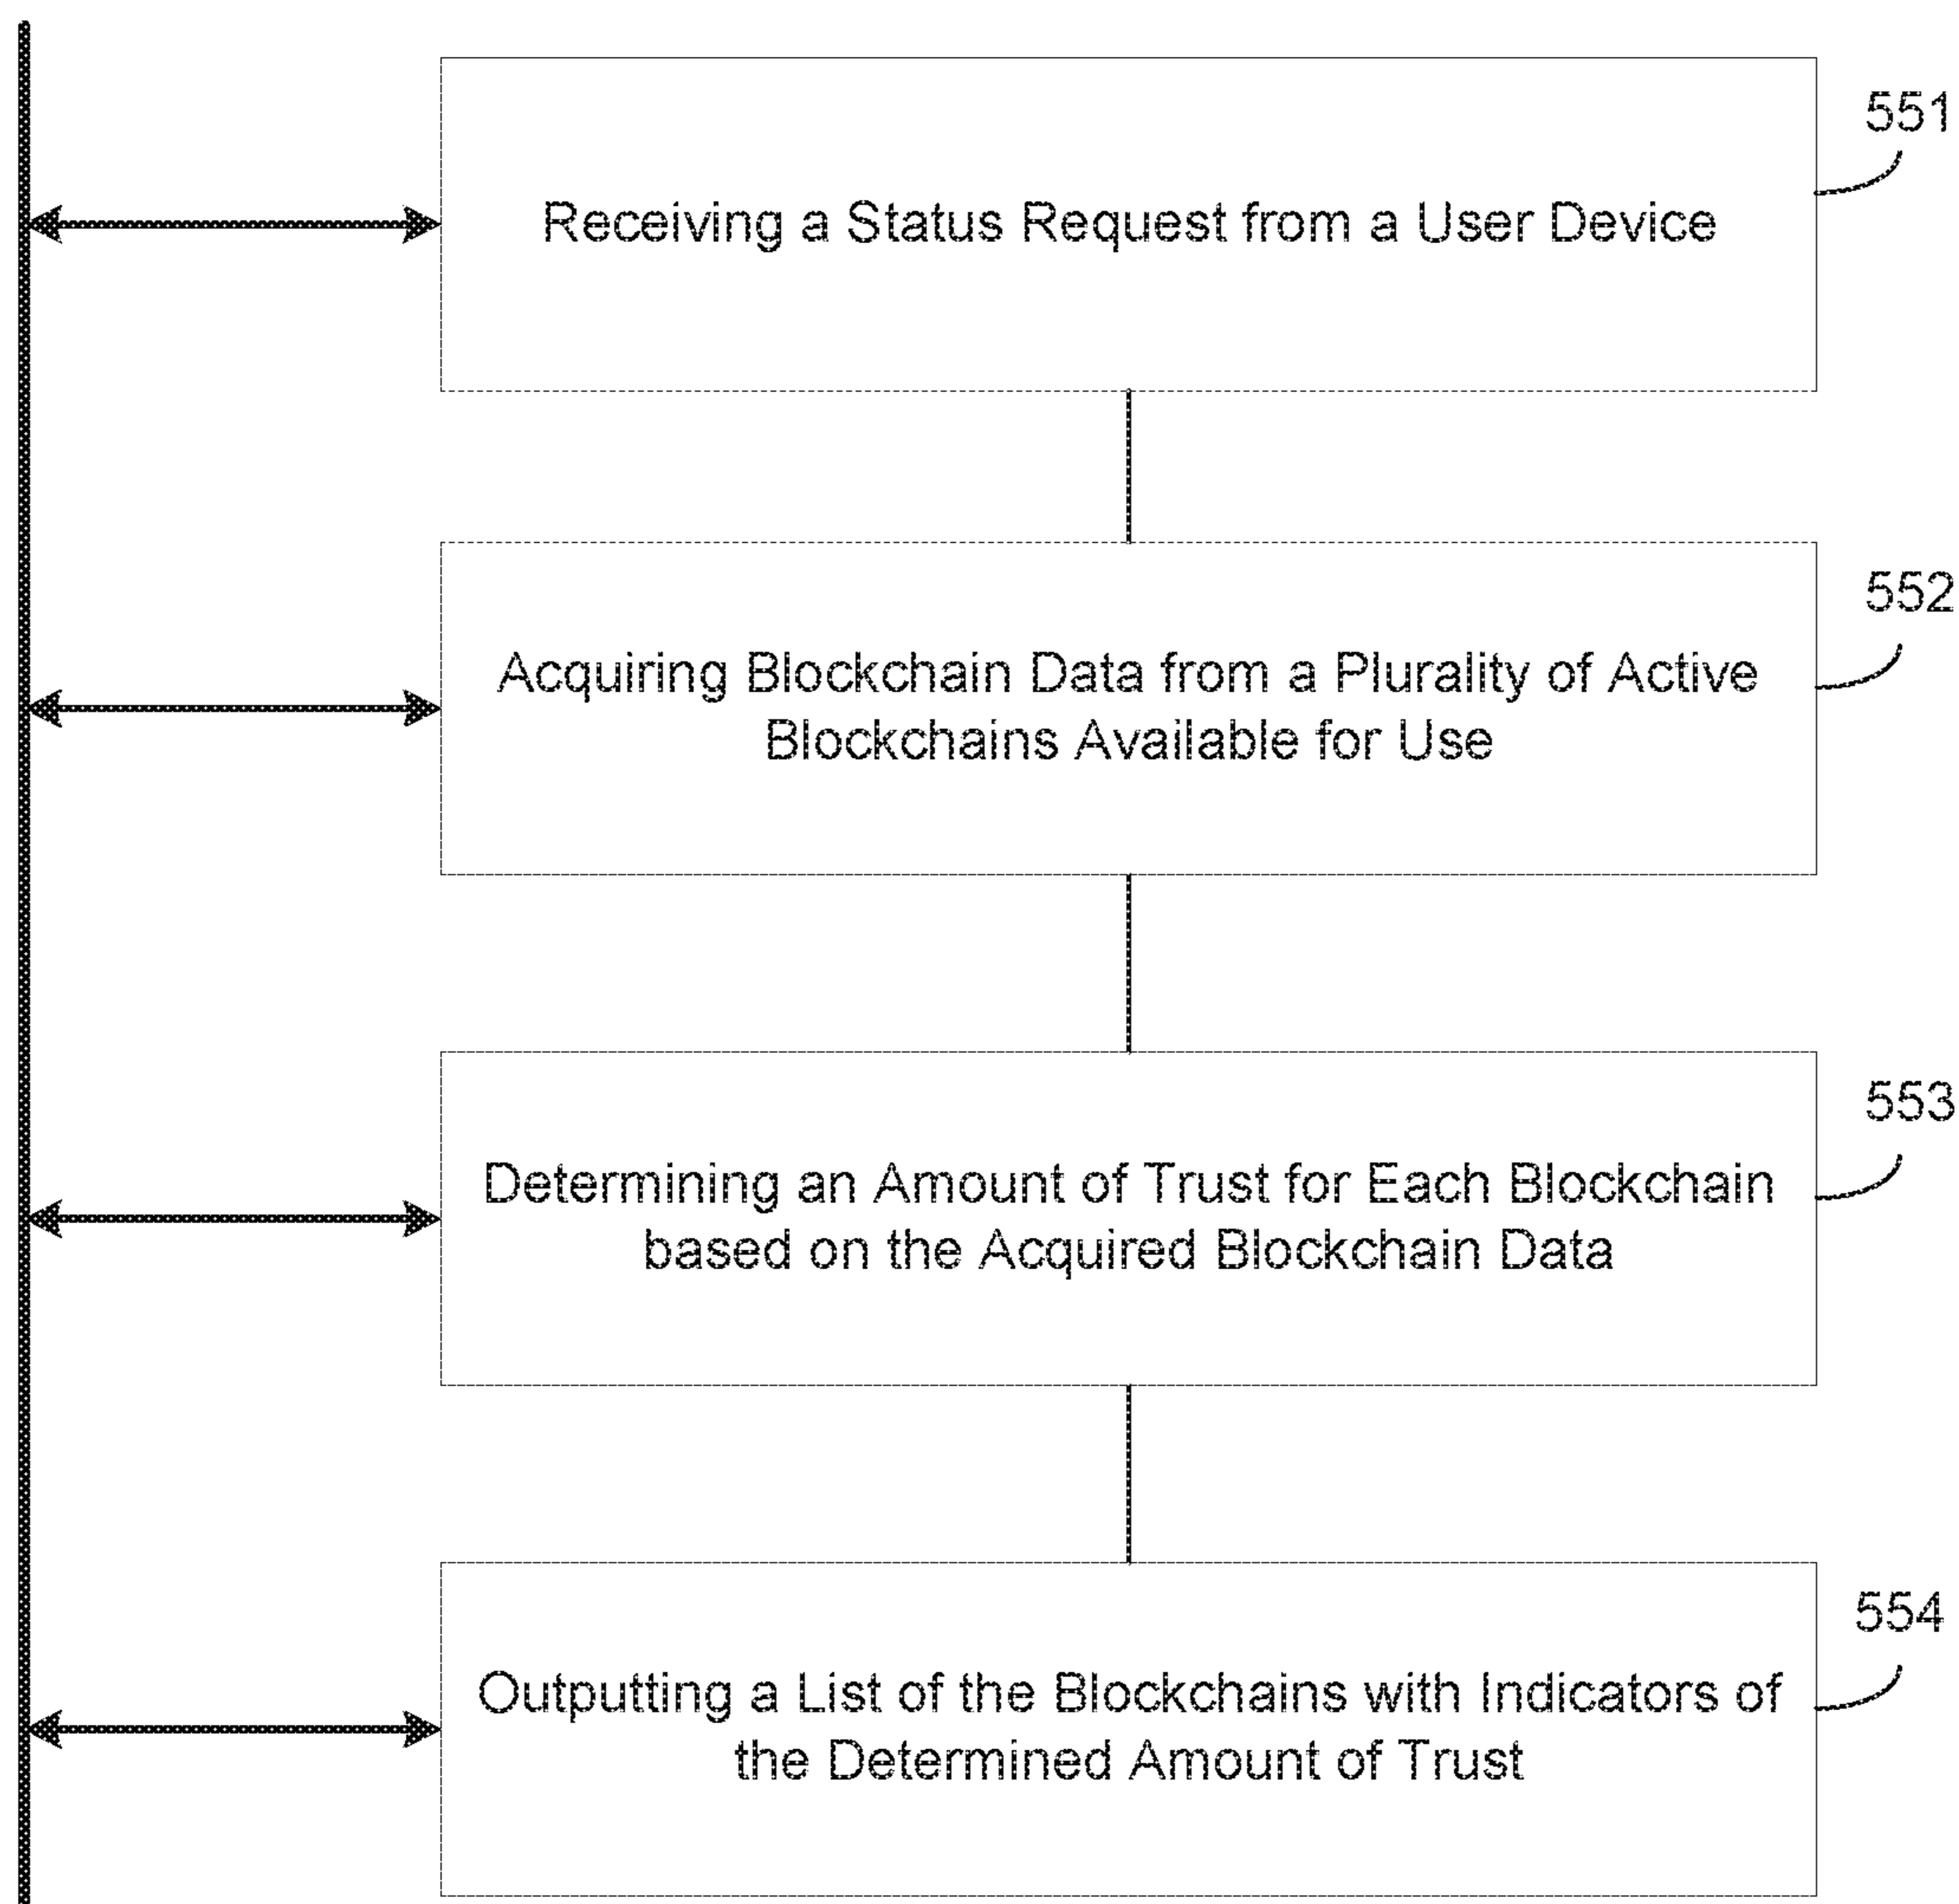 551
Receiving a Status Request from a User Device
552
Acquiring Blockchain Data from a Plurality of Active
Blockchains Available for Use
553
Determining an Amount of Trust for Each Blockchain
based on the Acquired Blockchain Data
554
Outputting a List of the Blockchains with Indicators of
the Determined Amount of Trust